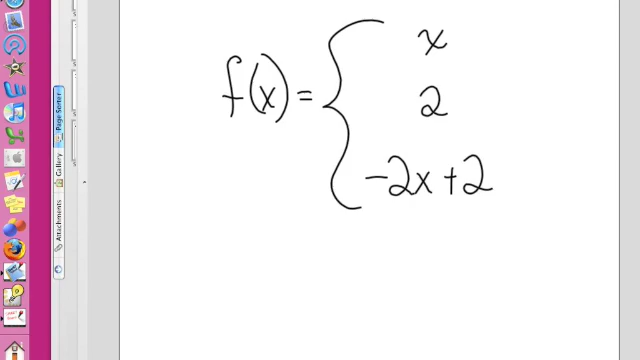 x
f(x) =
2
-2x + 2
Page Sorter
Gallery
Attachments